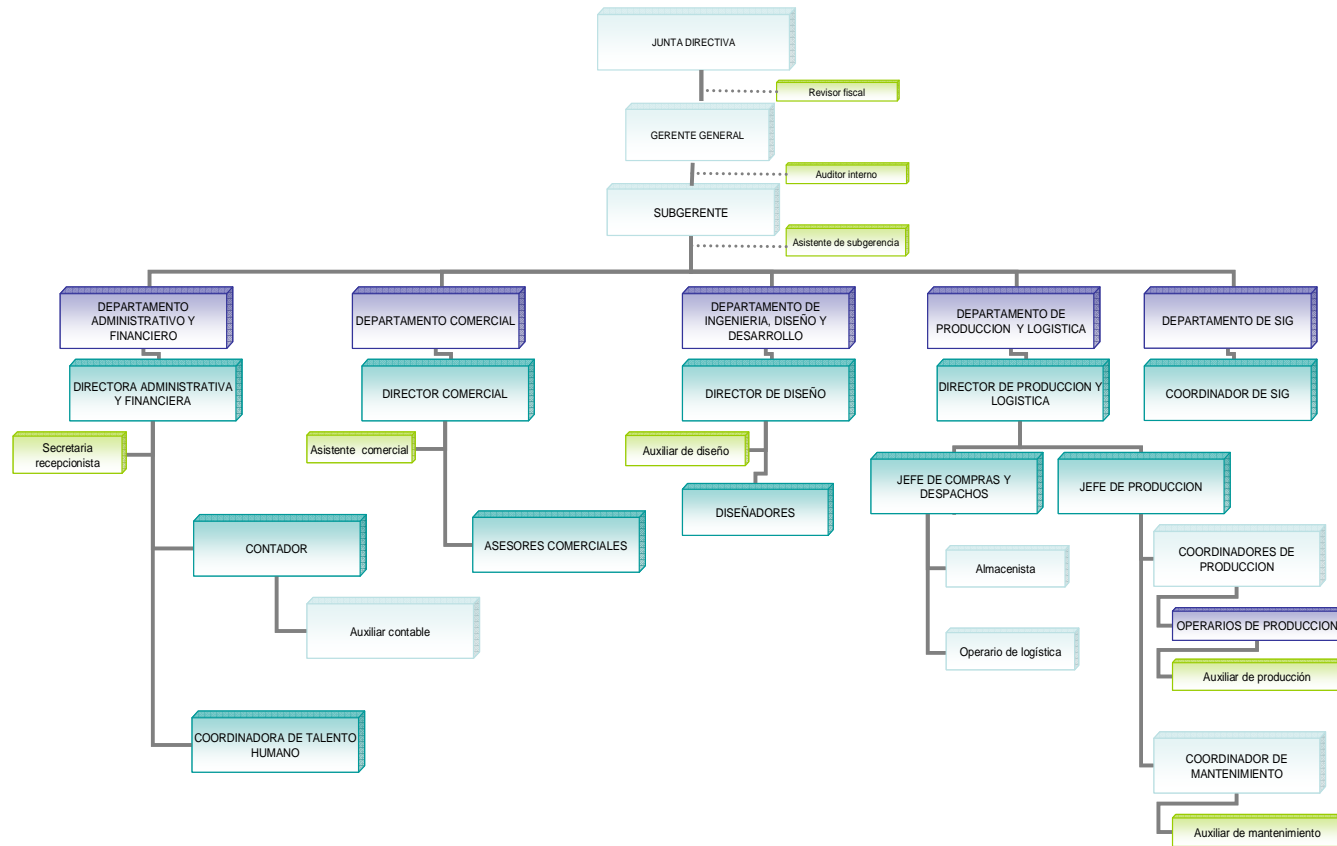 JUNTA DIRECTIVA
Revisor fiscal
GERENTE GENERAL
Auditor interno
SUBGERENTE
Asistente de subgerencia
DEPARTAMENTO
ADMINISTRATIVO Y
FINANCIERO
DEPARTAMENTO COMERCIAL
DEPARTAMENTO DE
INGENIERIA, DISEÑO Y
DESARROLLO
DEPARTAMENTO DE
PRODUCCION Y LOGISTICA
DEPARTAMENTO DE SIG
DIRECTORA ADMINISTRATIVA
Y FINANCIERA
DIRECTOR COMERCIAL
DIRECTOR DE DISEÑO
DIRECTOR DE PRODUCCION Y
LOGISTICA
COORDINADOR DE SIG
Secretaria
recepcionista
Asistente comercial
Auxiliar de diseño
JEFE DE COMPRAS Y
DESPACHOS
JEFE DE PRODUCCION
DISEÑADORES
CONTADOR
ASESORES COMERCIALES
Almacenista
COORDINADORES DE
PRODUCCION
Auxiliar contable
Operario de logística
OPERARIOS DE PRODUCCION
Auxiliar de producción
COORDINADORA DE TALENTO
HUMANO
COORDINADOR DE
MANTENIMIENTO
Auxiliar de mantenimiento